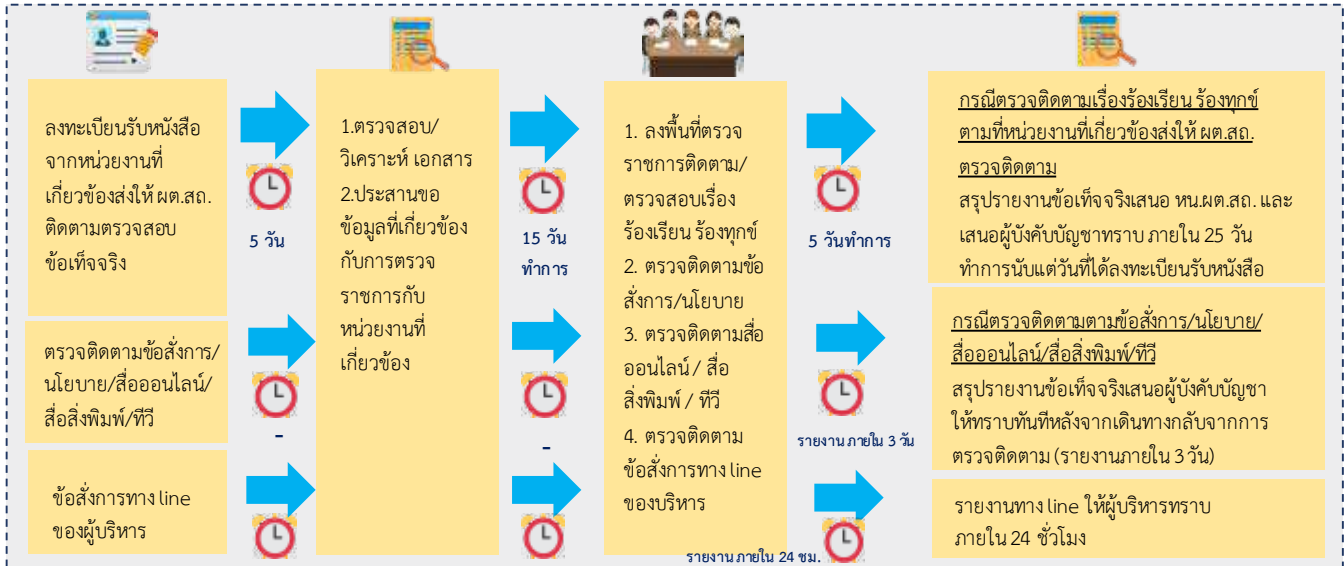 ลงทะเบียนรับหนังสือ
จากหน่วยงานที่
เกี่ยวข้องส่งให้ ผต.สถ.
ติดตามตรวจสอบ
ข้อเท็จจริง
5 วัน
1.ตรวจสอบ/
วิเคราะห์ เอกสาร
2.ประสานขอ
ข้อมูลที่เกี่ยวข้อง
กับการตรวจ
ราชการกับ
หน่วยงานที่
เกี่ยวข้อง
15 วัน
ทำการ
1. ลงพื้นที่ตรวจ
ราชการติดตาม/
ตรวจสอบเรื่อง
ร้องเรียน ร้องทุกข์
2. ตรวจติดตามข้อ
สั่งการ/นโยบาย
3. ตรวจติดตามสื่อ
ออนไลน์ / สื่อ
สิ่งพิมพ์ / ทีวี
4. ตรวจติดตาม
ข้อสั่งการทาง line
ของบริหาร
5 วันทำการ
กรณีตรวจติดตามเรื่องร้องเรียน ร้องทุกข์
ตามที่หน่วยงานที่เกี่ยวข้องส่งให้ ผต.สถ.
ตรวจติดตาม
สรุปรายงานข้อเท็จจริงเสนอ หน.ผต.สถ. และ
เสนอผู้บังคับบัญชาทราบ ภายใน 25 วัน
ทำการนับแต่วันที่ได้ลงทะเบียนรับหนังสือ
ตรวจติดตามข้อสั่งการ/
นโยบาย/สื่อออนไลน์/
สื่อสิ่งพิมพ์/ทีวี
-
-
รายงาน ภายใน 3 วัน
กรณีตรวจติดตามตามข้อสั่งการ/นโยบาย/
สื่อออนไลน์/สื่อสิ่งพิมพ์/ทีวี
สรุปรายงานข้อเท็จจริงเสนอผู้บังคับบัญชา
ให้ทราบทันทีหลังจากเดินทางกลับจากการ
ตรวจติดตาม (รายงานภายใน 3 วัน)
ข้อสั่งการทาง line
ของผู้บริหาร
รายงาน ภายใน 24 ชม.
รายงานทาง line ให้ผู้บริหารทราบ
ภายใน 24 ชั่วโมง